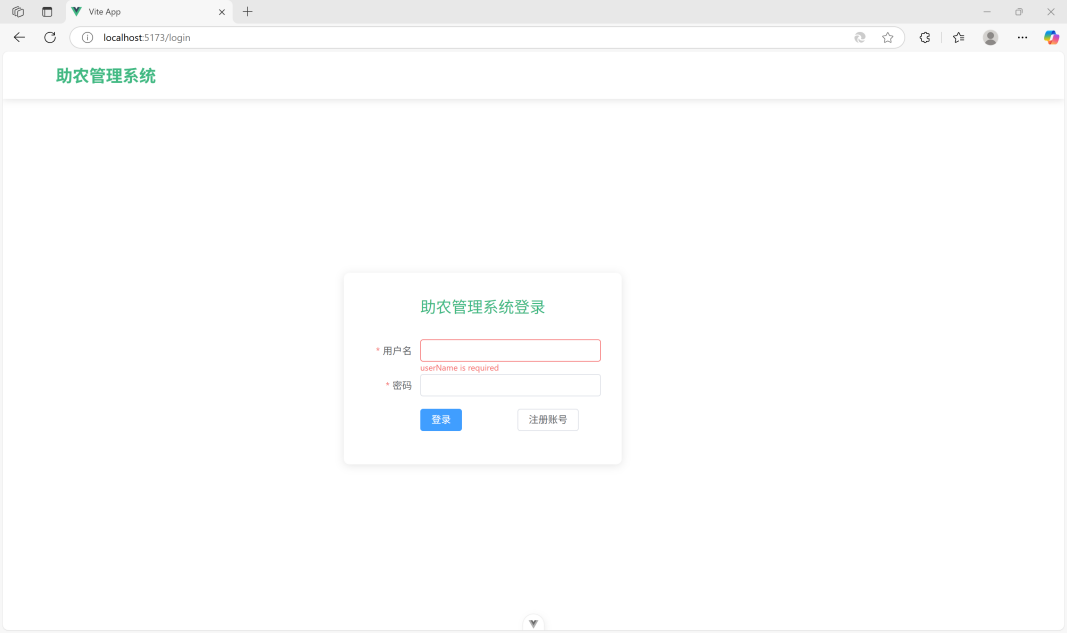 Vite App
localhost:5173/login
助农管理系统
助农管理系统登录
* 用户名
userName is required
* 密码
登录 注册账号